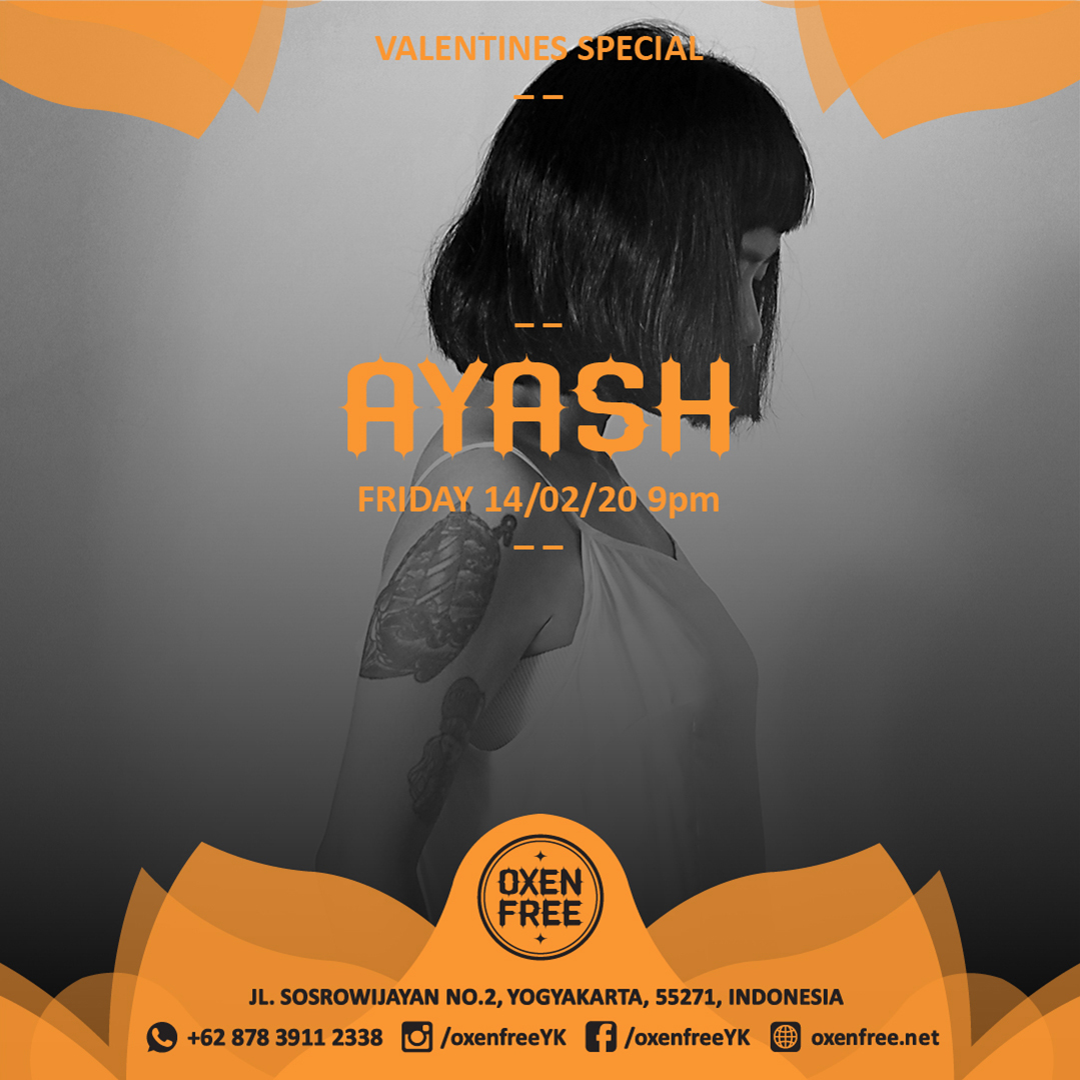 VALENTINES SPECIAL
AYASH
FRIDAY 14/02/20 9pm
OXEN
FREE
JL. SOSROWIJAYAN NO.2, YOGYAKARTA, 55271, INDONESIA
+62 878 3911 2338 /oxenfreeYK /oxenfreeYK oxenfree.net